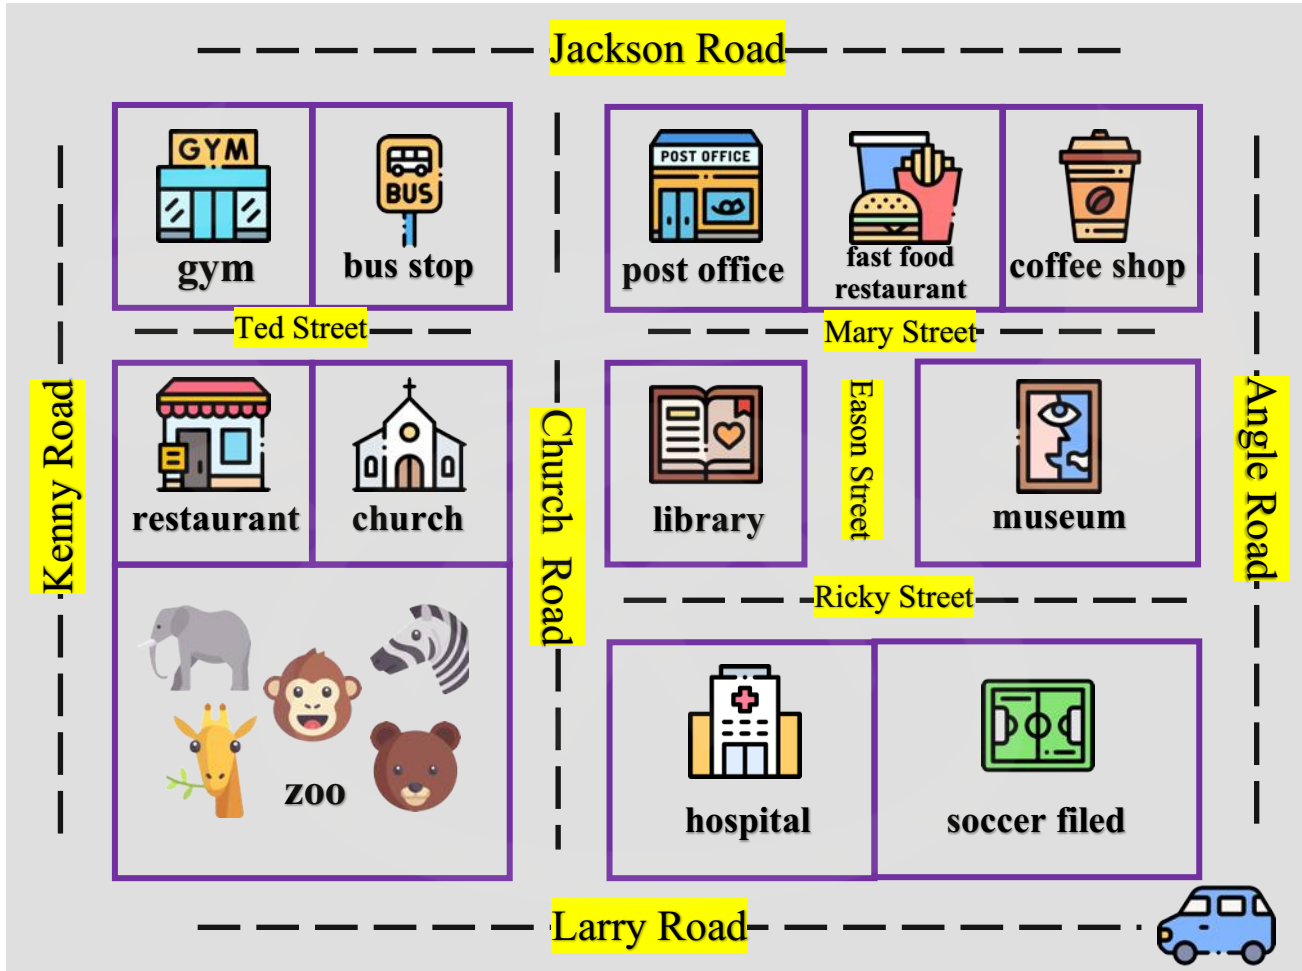 Jackson Road
GYM
gym
BUS
bus stop
POST OFFICE
post office
fast food
restaurant
coffee shop
Ted Street
Mary Street
Kenny Road
restaurant
church
Church Road
library
Eason Street
museum
Angle Road
Ricky Street
zoo
hospital
soccer filed
Larry Road